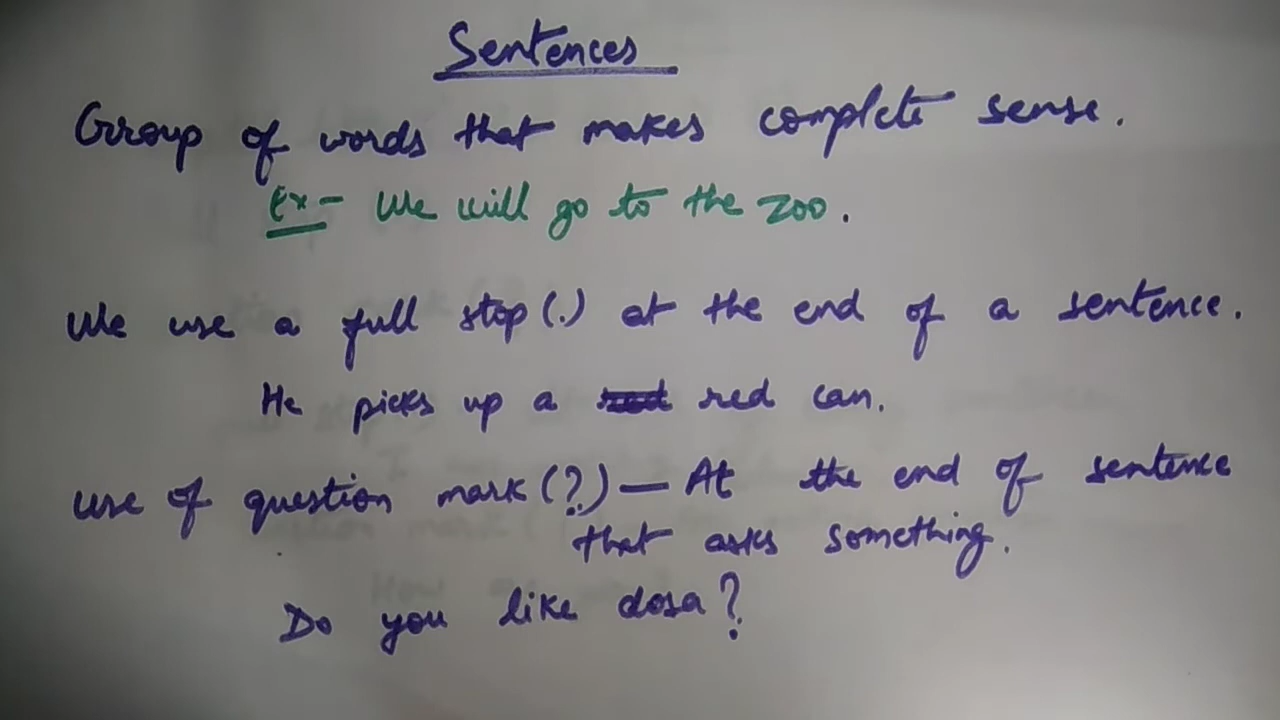 Sentences
Group of words that makes complete sense.
Ex- We will go to the zoo.
We use a full stop(.) at the end of a sentence.
He picks up a red can.
use of question mark(?)— At the end of sentence
that asks something.
Do you like dosa?